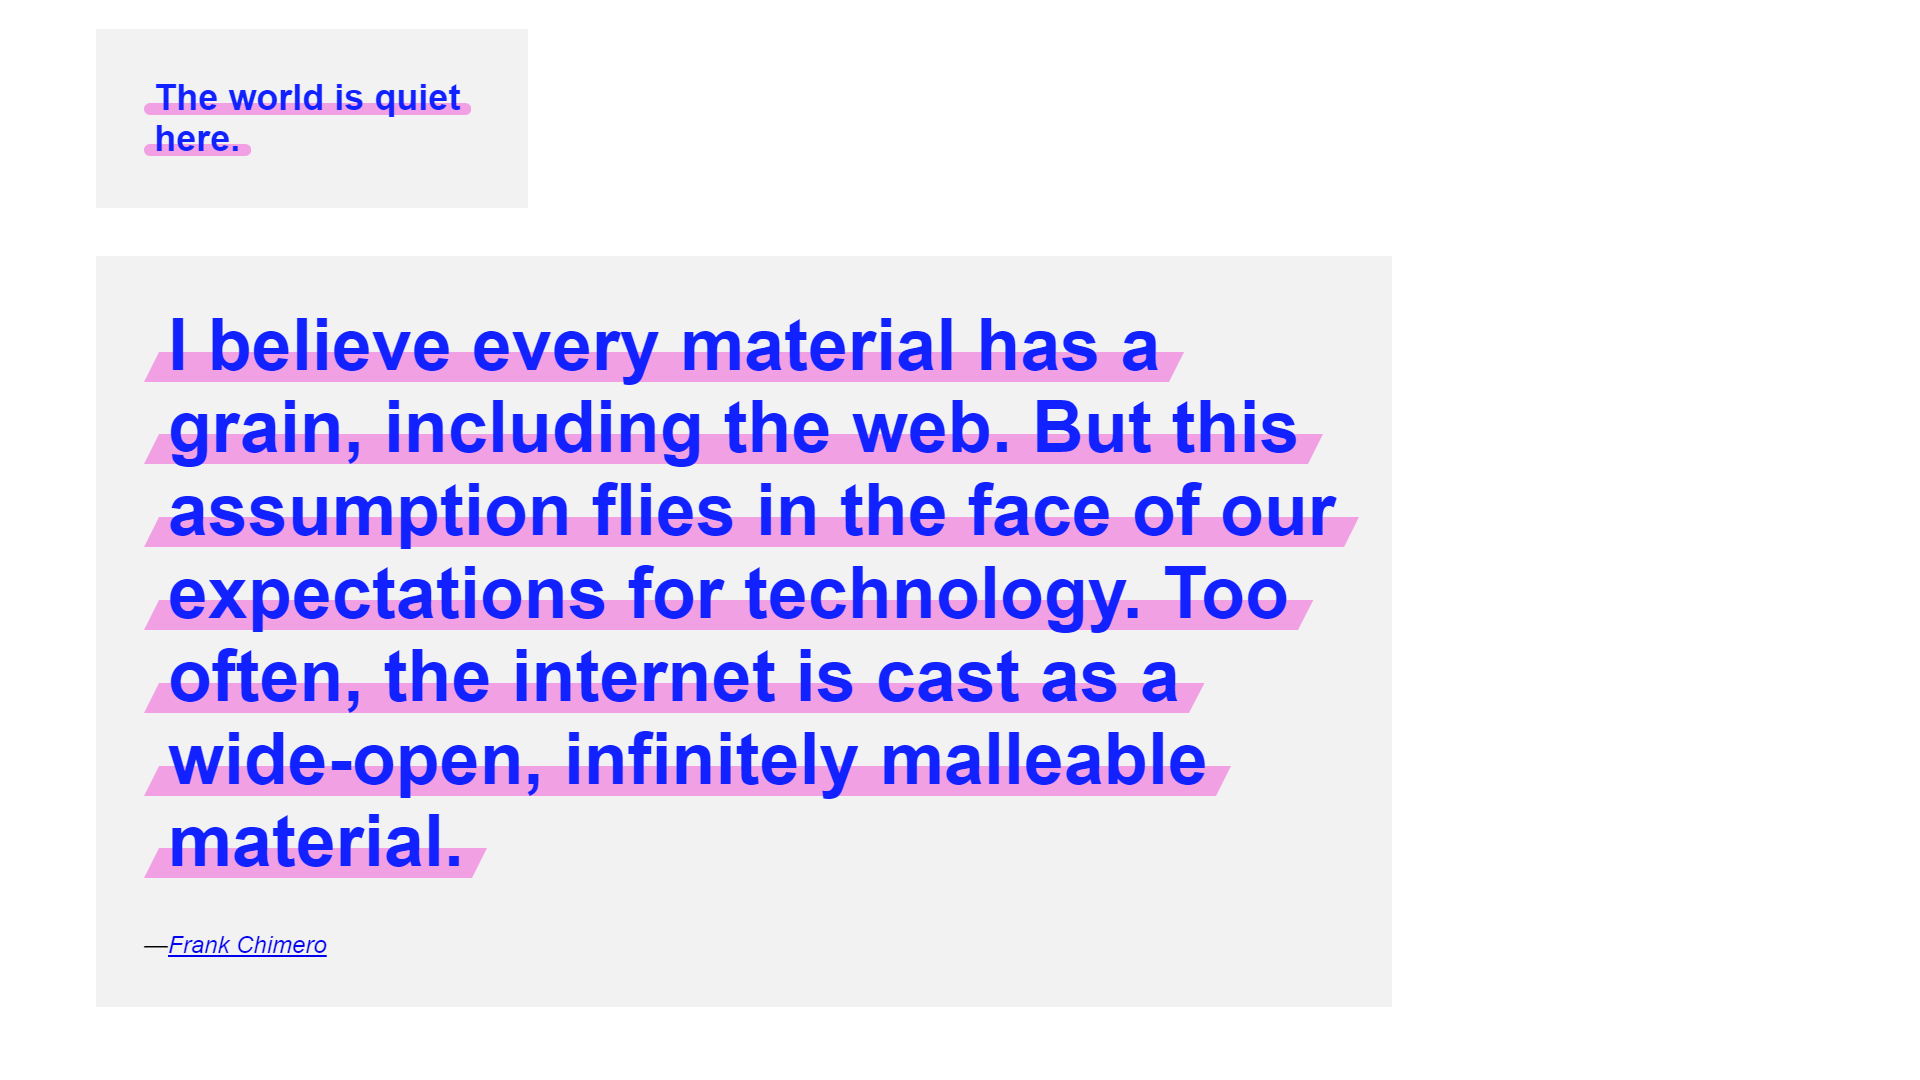 The world is quiet
here.
I believe every material has a
grain, including the web. But this
assumption flies in the face of our
expectations for technology. Too
often, the internet is cast as a
wide-open, infinitely malleable
material.
—Frank Chimero